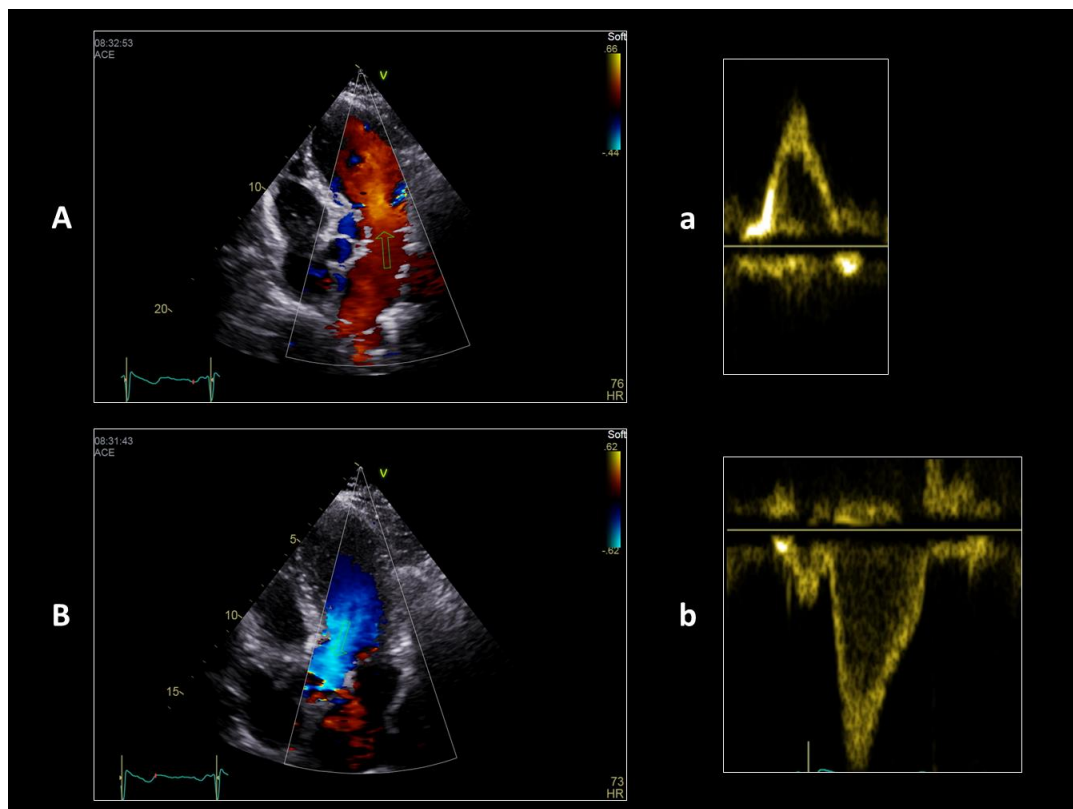 08:32:53
ACE
Soft
.66
-.44
V
10
20
A
76
HR
a
08:31:43
ACE
Soft
.62
-.62
V
5
10
15
B
73
HR
b